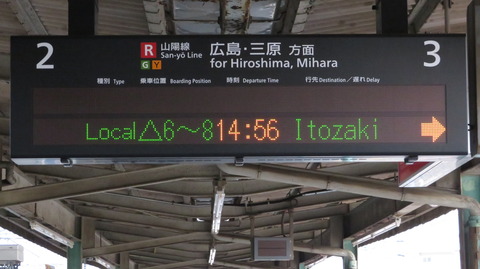 2
R 山陽線 広島・三原 方面
San-yō Line
G Y for Hiroshima, Mihara
3
種別 Type 乗車位置 Boarding Position 時刻 Departure Time 行先 Destination／遅れ Delay
Local △6～8 14:56 Itozaki